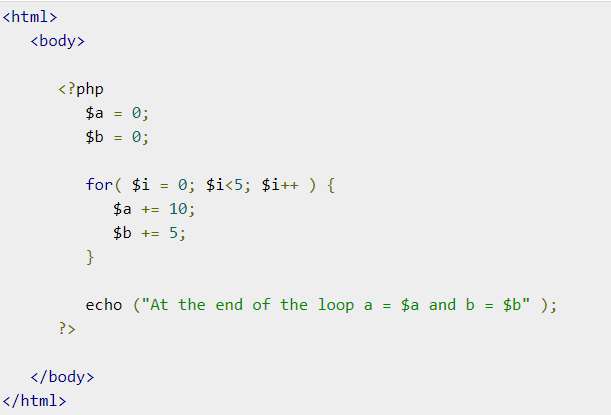 <html>
<body>
<?php
$a = 0;
$b = 0;
for( $i = 0; $i<5; $i++ ) {
$a += 10;
$b += 5;
}
echo ("At the end of the loop a = $a and b = $b" );
?>
</body>
</html>